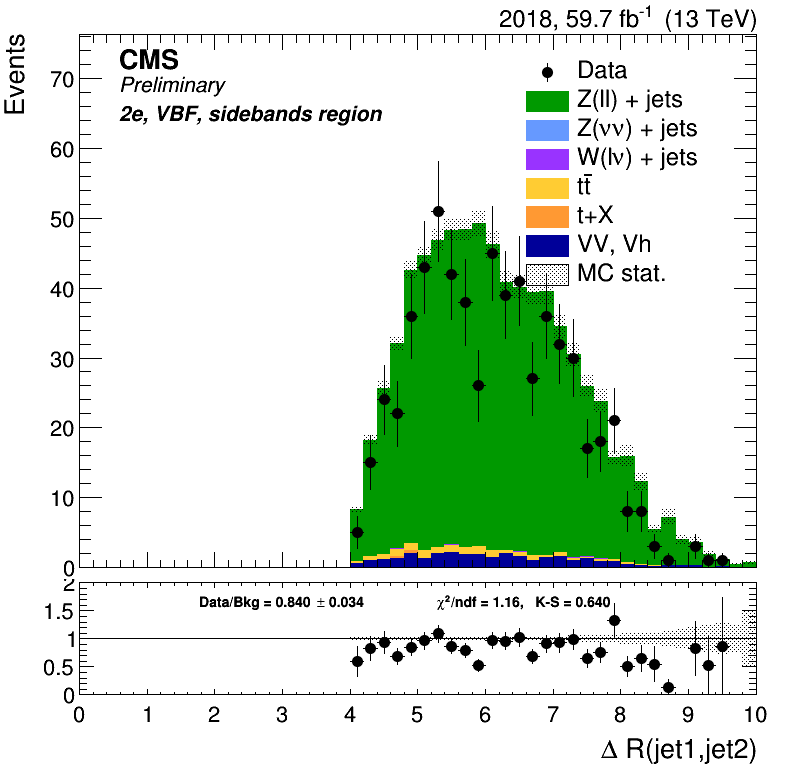 2018, 59.7 fb⁻¹ (13 TeV)
Events
CMS
Preliminary
2e, VBF, sidebands region
Data
Z(ll) + jets
Z(νν) + jets
W(lν) + jets
tt̄
t+X
VV, Vh
MC stat.
70
60
50
40
30
20
10
0
Data/Bkg = 0.840 ± 0.034
χ²/ndf = 1.16, K-S = 0.640
2
1.5
1
0.5
0
0 1 2 3 4 5 6 7 8 9 10
Δ R(jet1,jet2)